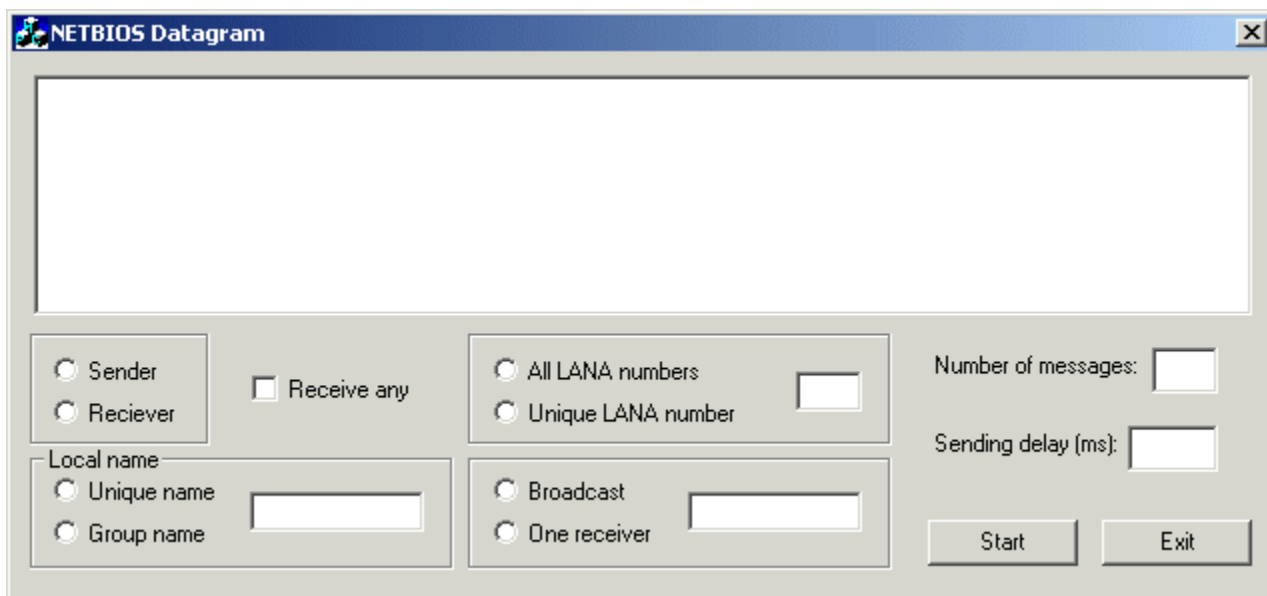 NETBIOS Datagram
Sender
Reciever
Receive any
All LANA numbers
Unique LANA number
Number of messages:
Sending delay (ms):
Local name
Unique name
Group name
Broadcast
One receiver
Start
Exit